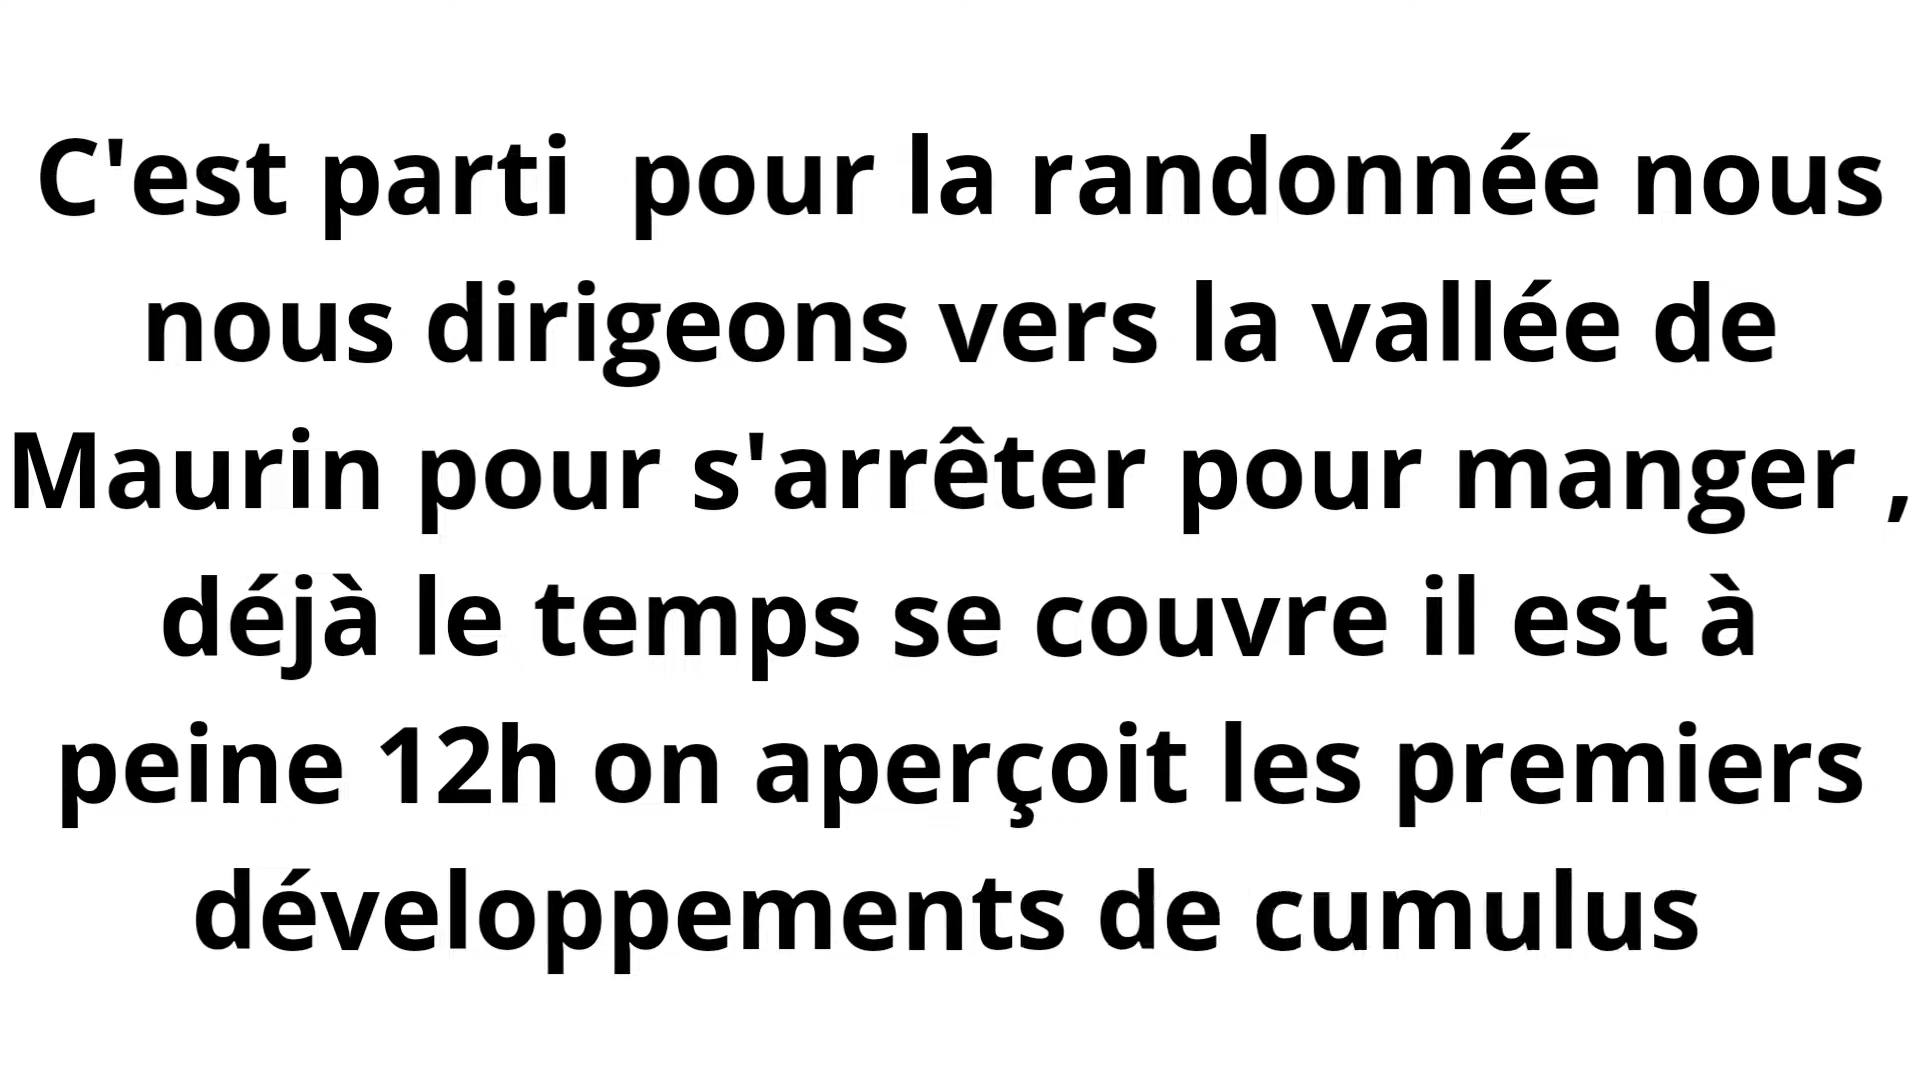 C'est parti  pour la randonnée nous
nous dirigeons vers la vallée de
Maurin pour s'arrêter pour manger ,
déjà le temps se couvre il est à
peine 12h on aperçoit les premiers
développements de cumulus